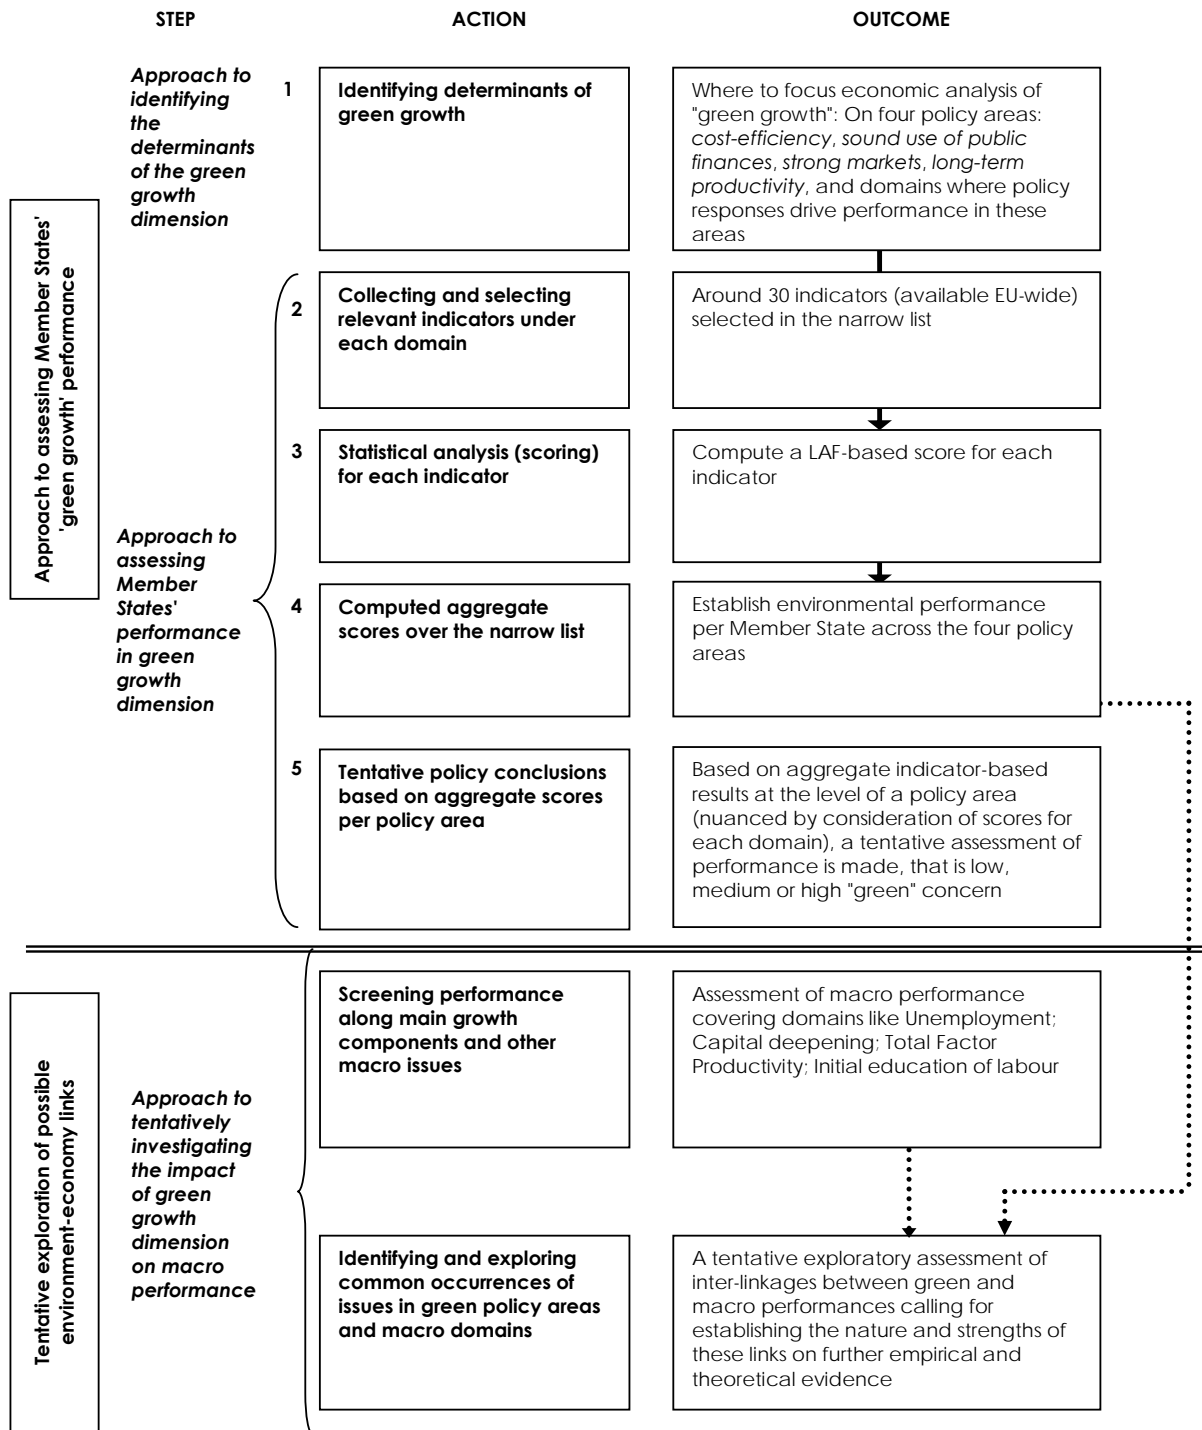 STEP
ACTION
OUTCOME
Approach to assessing Member States'
'green growth' performance
Approach to
identifying
the
determinants
of the green
growth
dimension
1
Identifying determinants of
green growth
Where to focus economic analysis of
"green growth": On four policy areas:
cost-efficiency, sound use of public
finances, strong markets, long-term
productivity, and domains where policy
responses drive performance in these
areas
Approach to
assessing
Member
States'
performance
in green
growth
dimension
2
Collecting and selecting
relevant indicators under
each domain
Around 30 indicators (available EU-wide)
selected in the narrow list
3
Statistical analysis (scoring)
for each indicator
Compute a LAF-based score for each
indicator
4
Computed aggregate
scores over the narrow list
Establish environmental performance
per Member State across the four policy
areas
5
Tentative policy conclusions
based on aggregate scores
per policy area
Based on aggregate indicator-based
results at the level of a policy area
(nuanced by consideration of scores for
each domain), a tentative assessment of
performance is made, that is low,
medium or high "green" concern
Tentative exploration of possible
environment-economy links
Approach to
tentatively
investigating
the impact
of green
growth
dimension
on macro
performance
Screening performance
along main growth
components and other
macro issues
Assessment of macro performance
covering domains like Unemployment;
Capital deepening; Total Factor
Productivity; Initial education of labour
Identifying and exploring
common occurrences of
issues in green policy areas
and macro domains
A tentative exploratory assessment of
inter-linkages between green and
macro performances calling for
establishing the nature and strengths of
these links on further empirical and
theoretical evidence